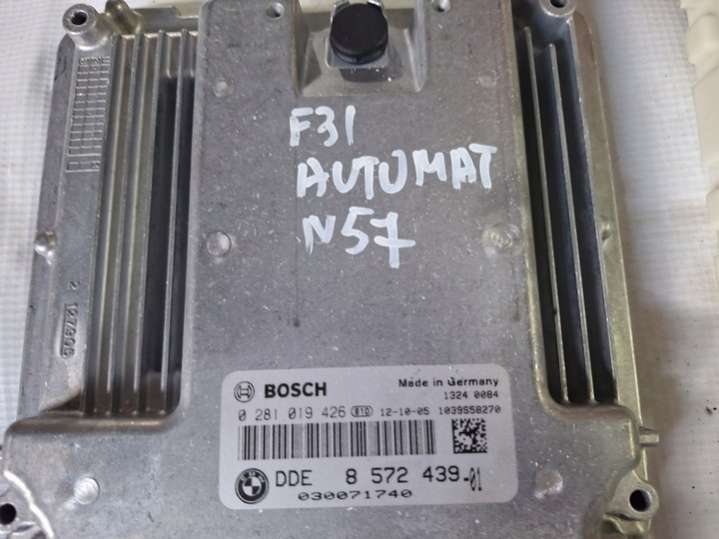 F31
AUTOMAT
N57
BOSCH
Made in Germany
1324 0084
0 281 019 426 12-10-05 1039S58270
DDE 8 572 439-01
030071740